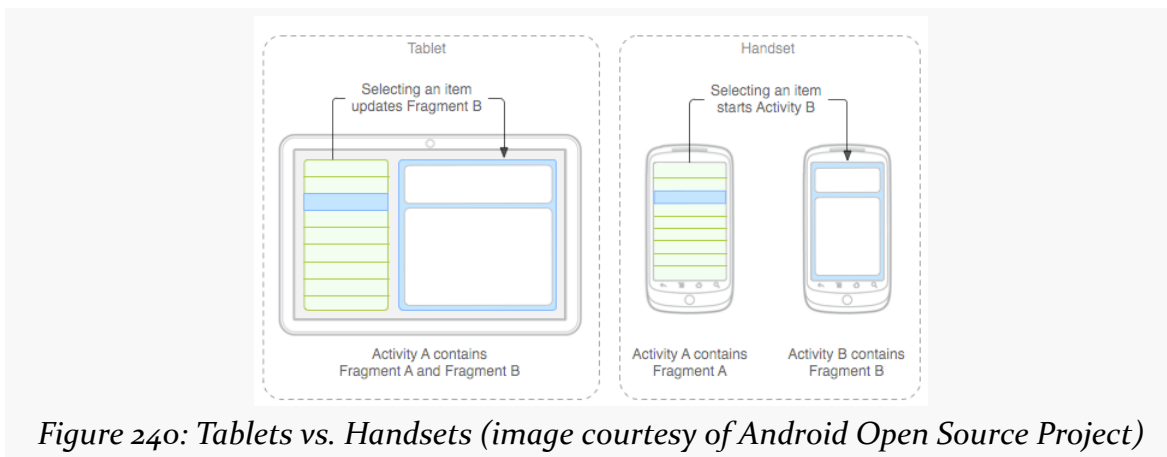 Tablet
Selecting an item
updates Fragment B
Activity A contains
Fragment A and Fragment B
Handset
Selecting an item
starts Activity B
Activity A contains
Fragment A
Activity B contains
Fragment B
Figure 240: Tablets vs. Handsets (image courtesy of Android Open Source Project)